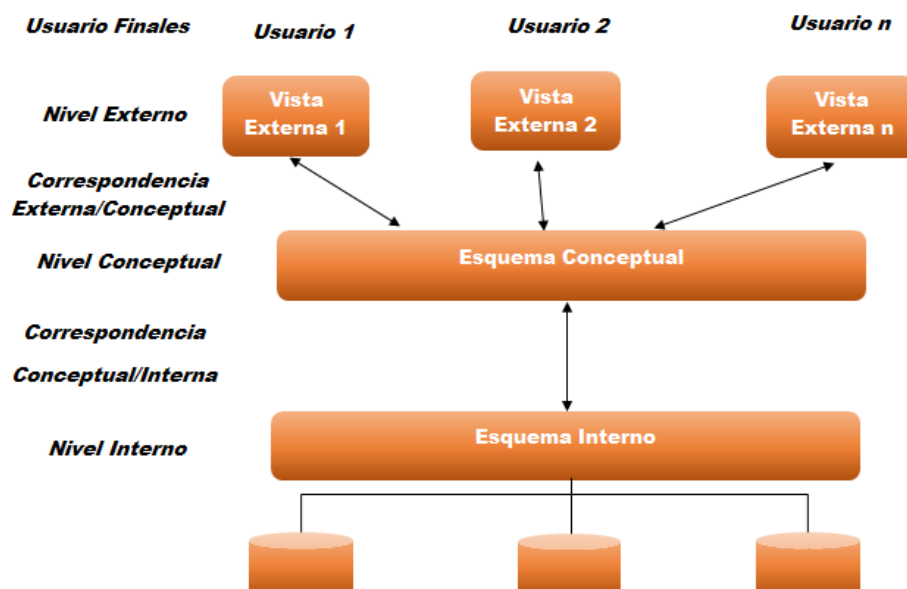 Usuario Finales
Usuario 1
Usuario 2
Usuario n
Nivel Externo
Vista
Externa 1
Vista
Externa 2
Vista
Externa n
Correspondencia
Externa/Conceptual
Nivel Conceptual
Esquema Conceptual
Correspondencia
Conceptual/Interna
Nivel Interno
Esquema Interno